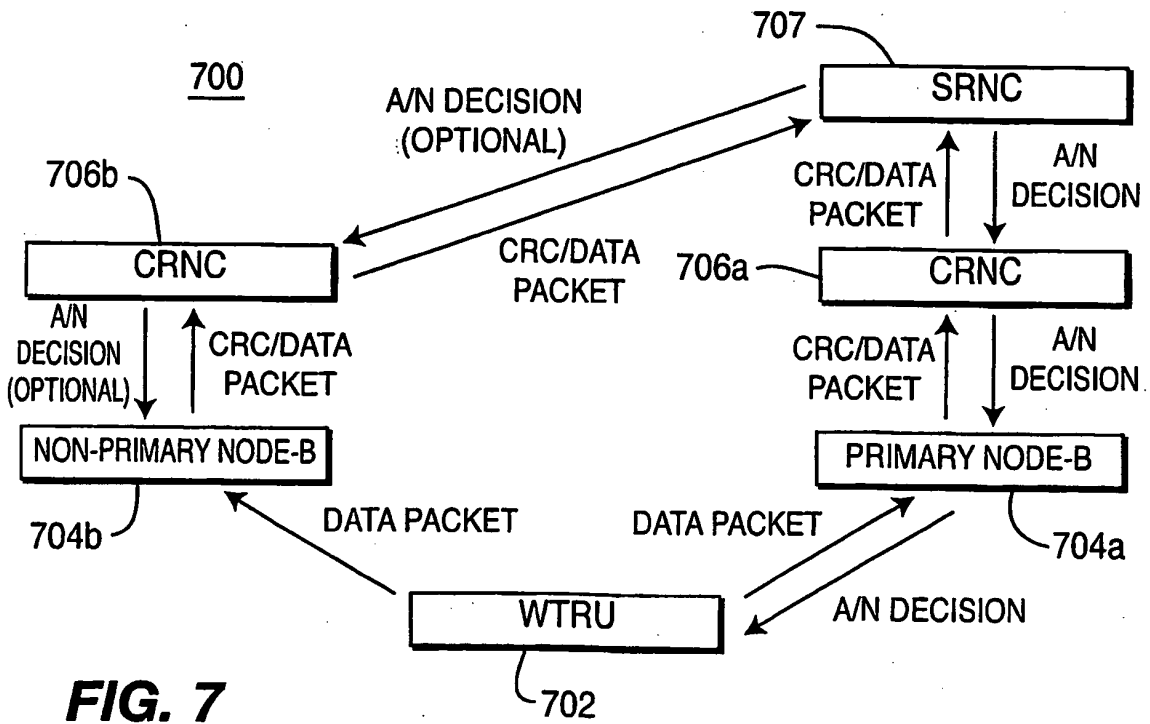 707
700
SRNC
A/N DECISION
(OPTIONAL)
706b
CRC/DATA
PACKET
A/N
DECISION
CRNC
CRC/DATA
PACKET
706a
CRNC
A/N
DECISION
(OPTIONAL)
CRC/DATA
PACKET
CRC/DATA
PACKET
A/N
DECISION
NON-PRIMARY NODE-B
PRIMARY NODE-B
704b
DATA PACKET
DATA PACKET
704a
WTRU
A/N DECISION
702
FIG. 7